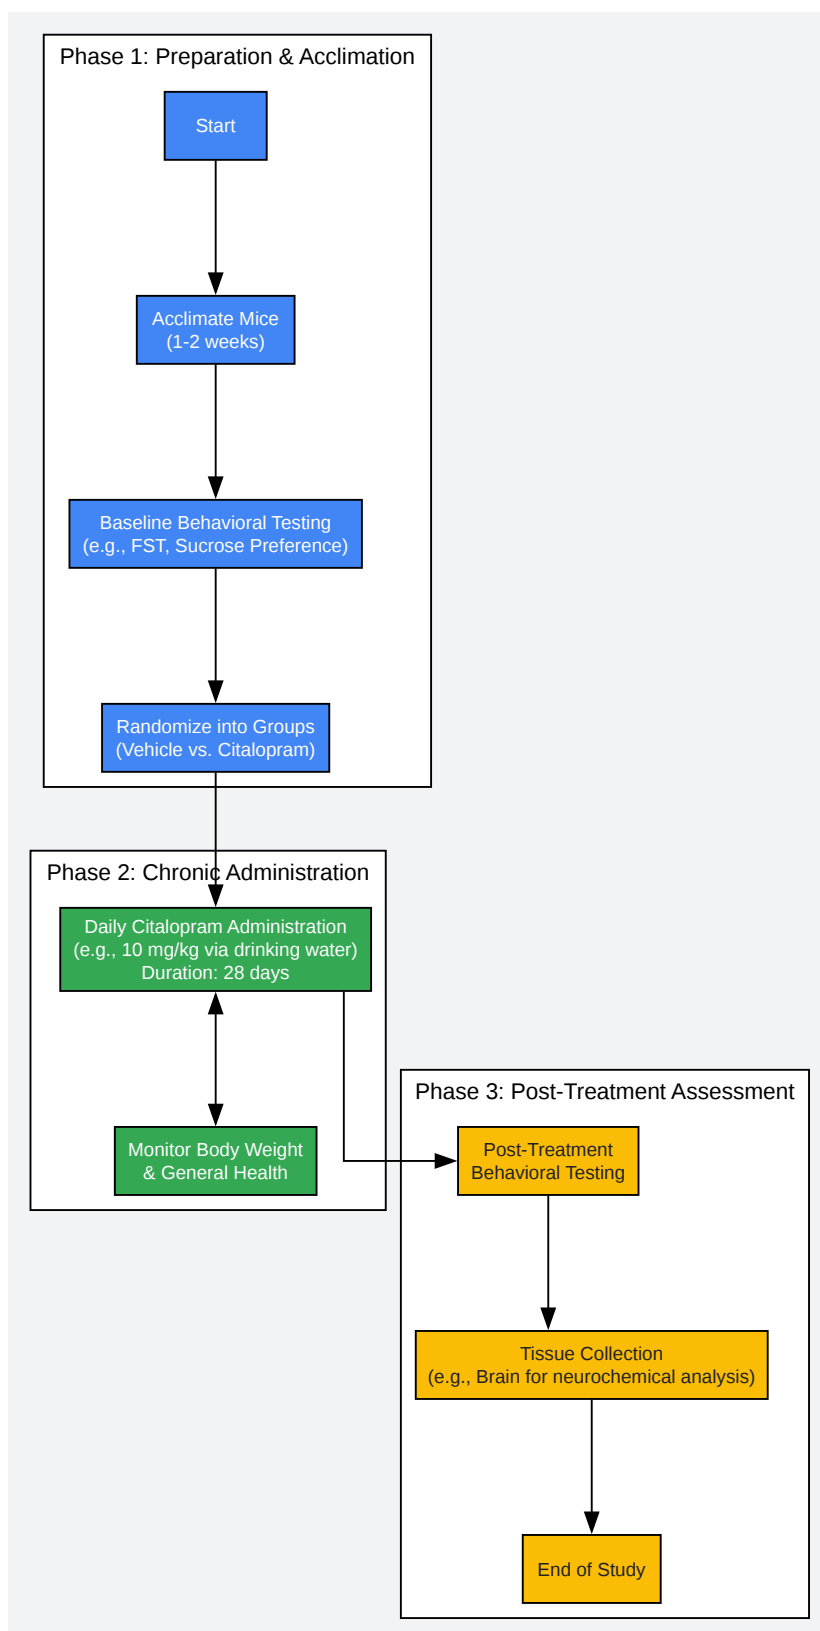 Phase 1: Preparation & Acclimation
Start
Acclimate Mice
(1-2 weeks)
Baseline Behavioral Testing
(e.g., FST, Sucrose Preference)
Randomize into Groups
(Vehicle vs. Citalopram)
Phase 2: Chronic Administration
Daily Citalopram Administration
(e.g., 10 mg/kg via drinking water)
Duration: 28 days
Monitor Body Weight
& General Health
Phase 3: Post-Treatment Assessment
Post-Treatment
Behavioral Testing
Tissue Collection
(e.g., Brain for neurochemical analysis)
End of Study